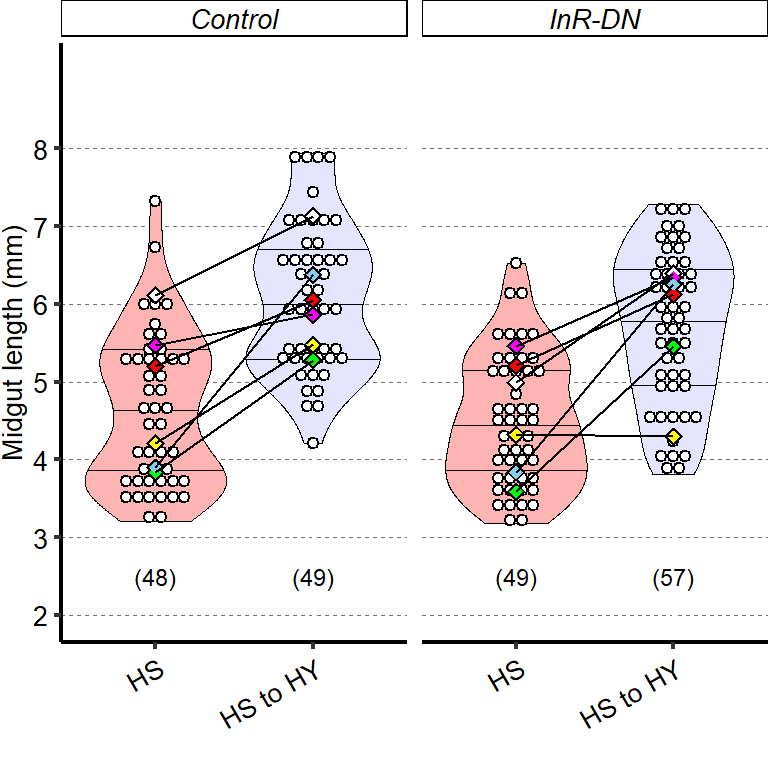 Control
InR-DN
Midgut length (mm)
8
7
6
5
4
3
2
(48)
(49)
(49)
(57)
HS
HS to HY
HS
HS to HY